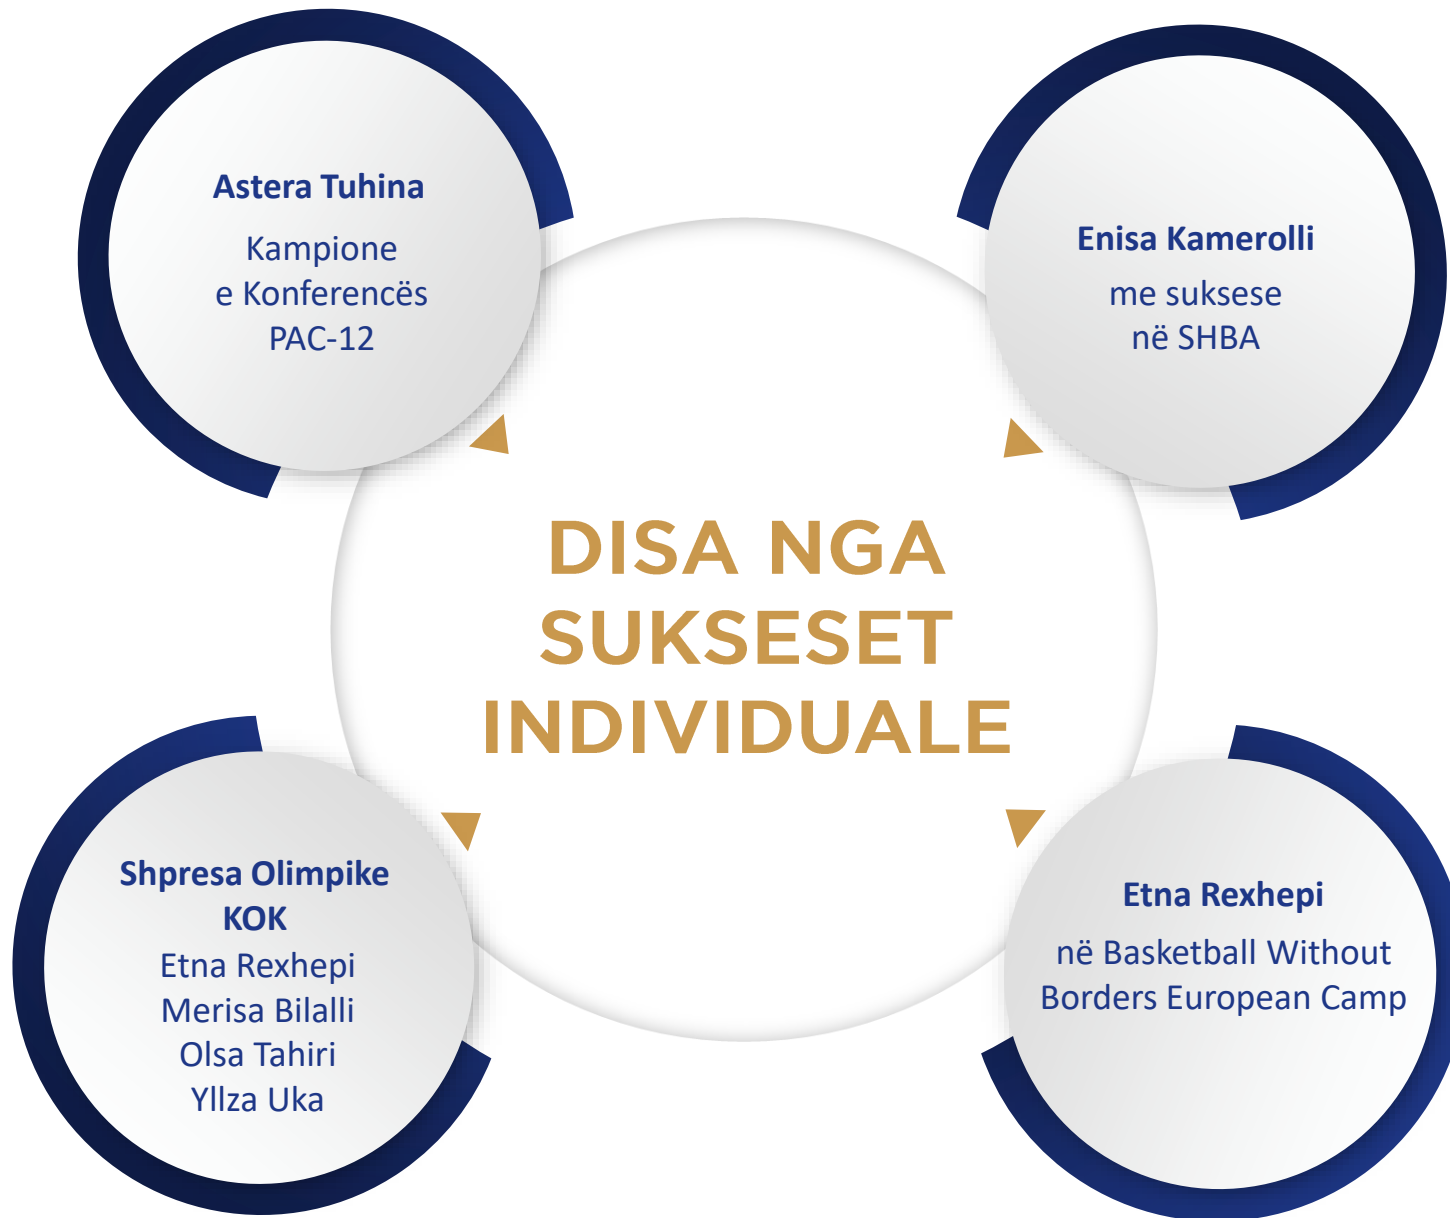 Astera Tuhina
Kampione
e Konferencës
PAC-12
Enisa Kamerolli
me suksese
në SHBA
DISA NGA
SUKSESET
INDIVIDUALE
Shpresa Olimpike
KOK
Etna Rexhepi
Merisa Bilalli
Olsa Tahiri
Yllza Uka
Etna Rexhepi
në Basketball Without
Borders European Camp